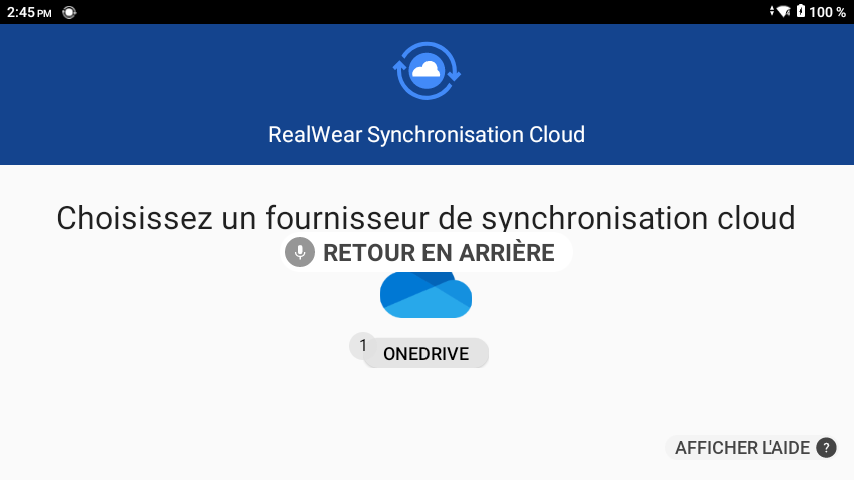 2:45 PM
100 %
RealWear Synchronisation Cloud
Choisissez un fournisseur de synchronisation cloud
RETOUR EN ARRIÈRE
1
ONEDRIVE
AFFICHER L'AIDE ?